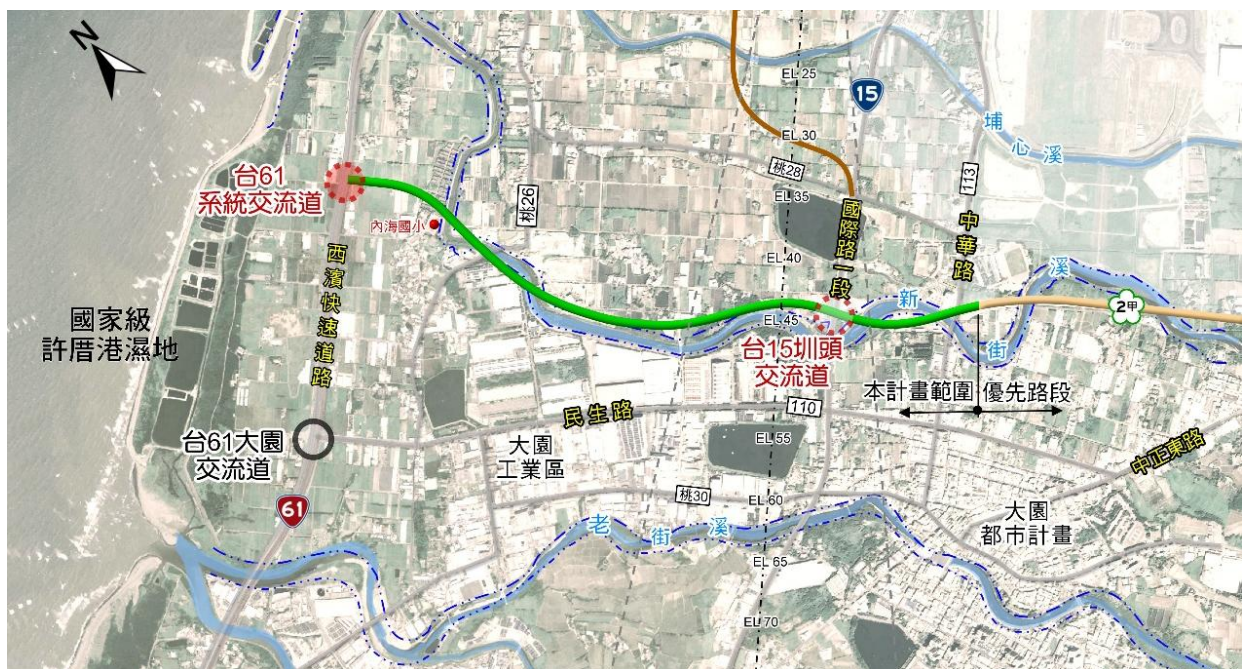 N
EL 25
15
埔心溪
EL 30
桃28
113
台61
系統交流道
桃26
EL 35
國際路一段
中華路
內海國小
西濱快速道路
EL 40
新街溪
2甲
國家級
許厝港濕地
EL 45
台15圳頭
交流道
本計畫範圍
優先路段
民生路
110
台61大園
交流道
大園
工業區
EL 55
中正東路
61
桃30
EL 60
大園
都市計畫
老街溪
EL 65
EL 70